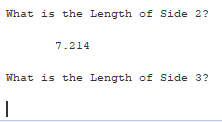 What is the Length of Side 2?
7.214
What is the Length of Side 3?